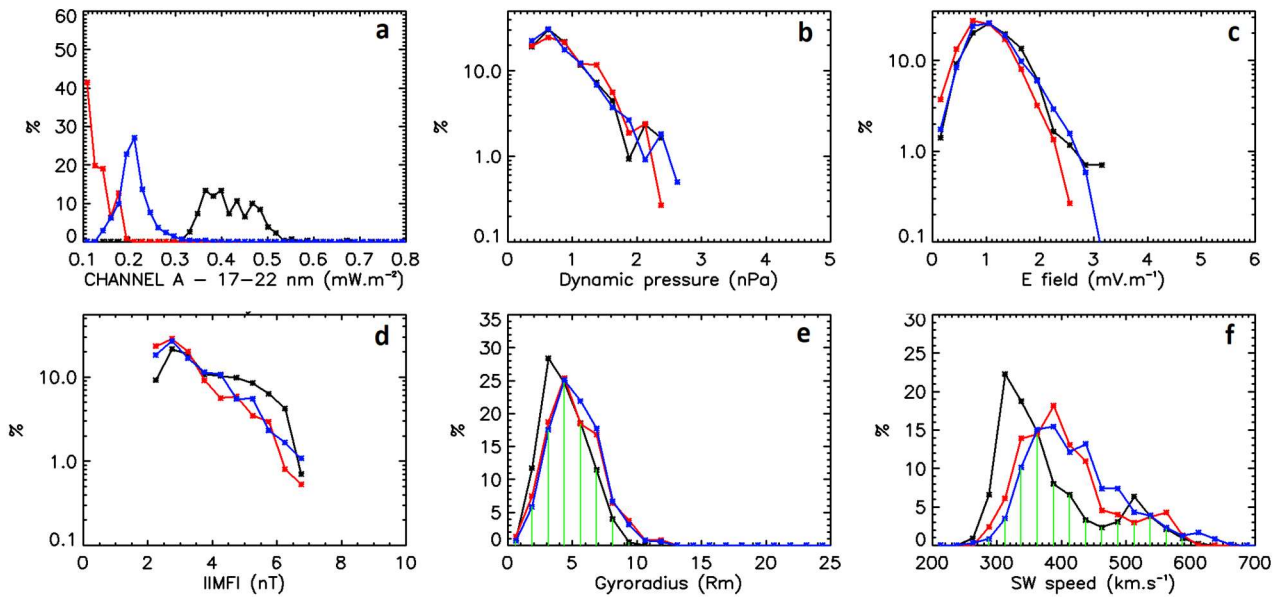 a
60
50
40
30
20
10
0
%
0.1 0.2 0.3 0.4 0.5 0.6 0.7 0.8
CHANNEL A – 17–22 nm (mW.m⁻²)
b
10.0
1.0
0.1
%
0 1 2 3 4 5
Dynamic pressure (nPa)
c
10.0
1.0
0.1
%
0 1 2 3 4 5 6
E field (mV.m⁻¹)
d
10.0
1.0
0.1
%
0 2 4 6 8 10
IIMFI (nT)
e
35
30
25
20
15
10
5
0
%
0 5 10 15 20 25
Gyroradius (Rm)
f
30
25
20
15
10
5
0
%
200 300 400 500 600 700
SW speed (km.s⁻¹)